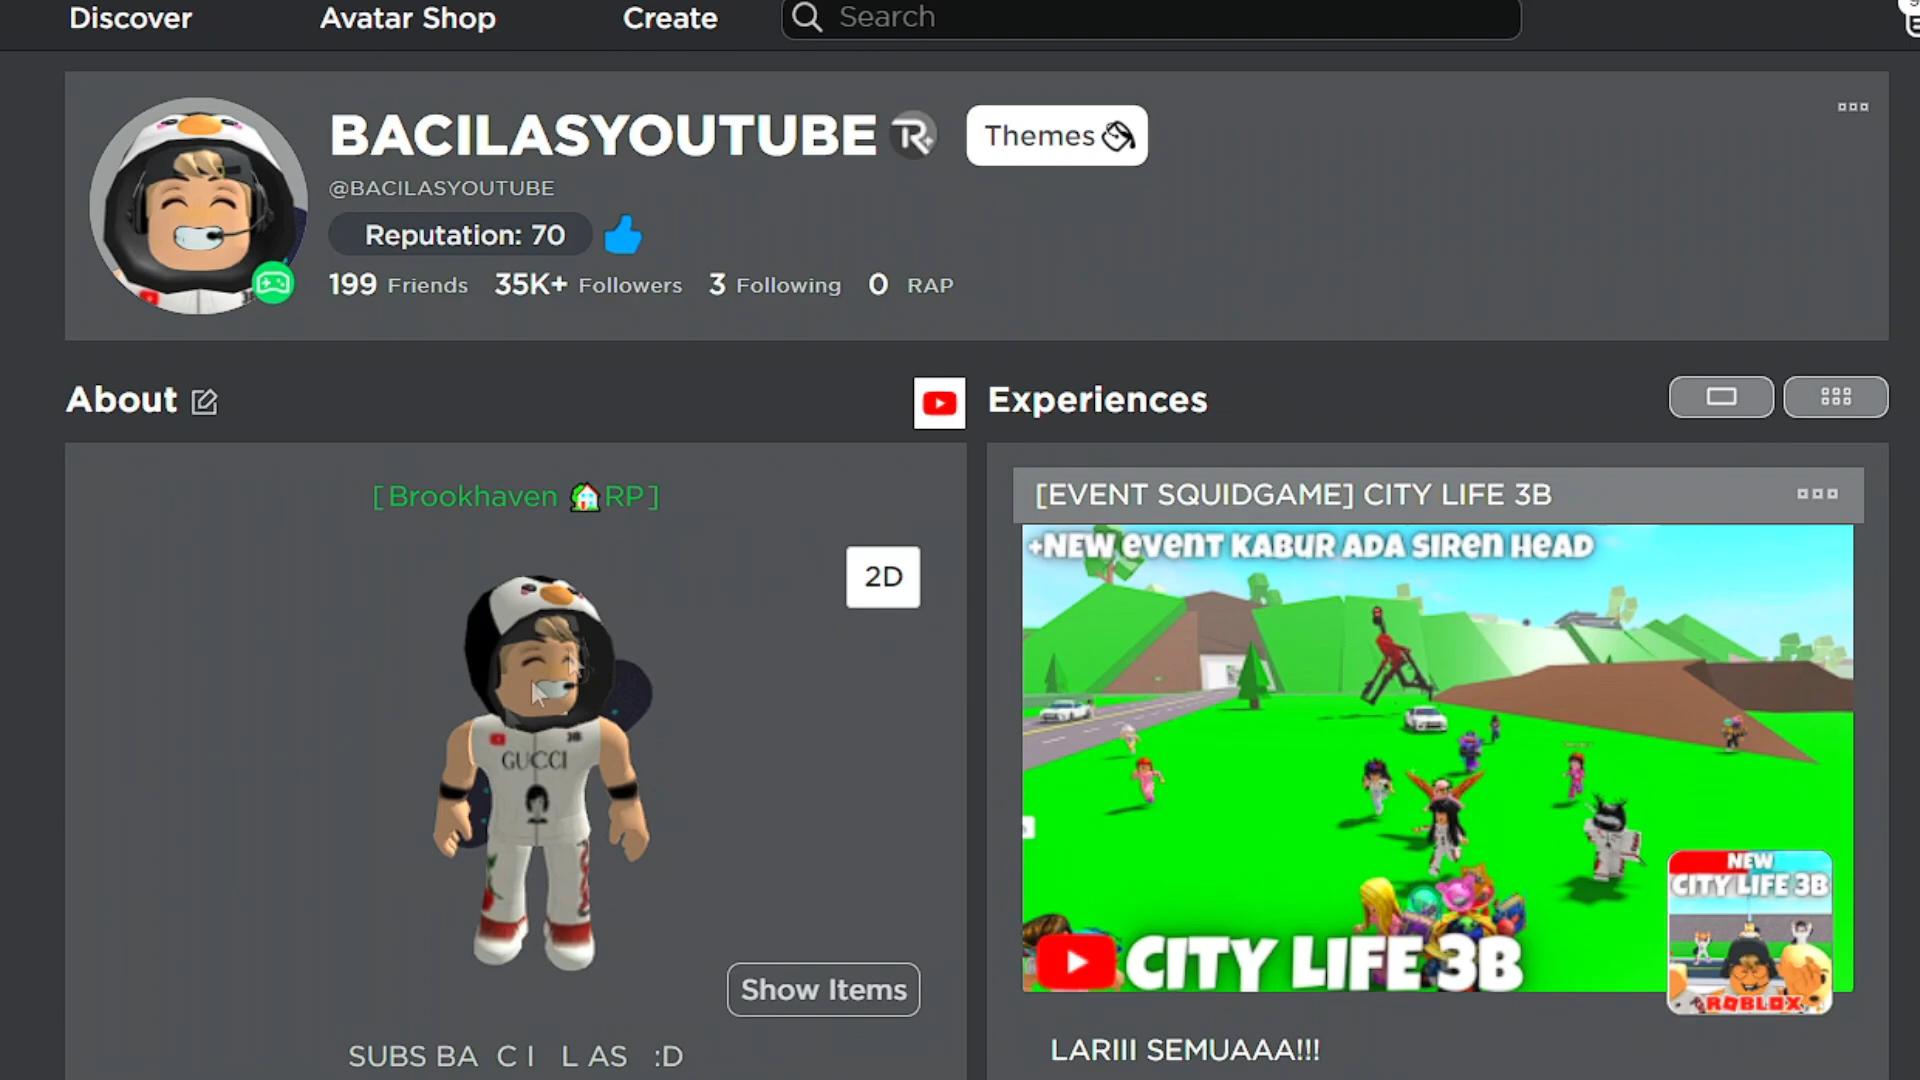 Discover
Avatar Shop
Create
Search
BACILASYOUTUBE
Themes
@BACILASYOUTUBE
Reputation: 70
199 Friends 35K+ Followers 3 Following 0 RAP
About
Experiences
[Brookhaven 🏠RP]
2D
GUCCI
3B
Show Items
SUBS BA C I L AS :D
[EVENT SQUIDGAME] CITY LIFE 3B
+NEW EVENT KABUR ADA SIREN HEAD
CITY LIFE 3B
NEW
CITY LIFE 3B
ROBLOX
LARIII SEMUAAA!!!